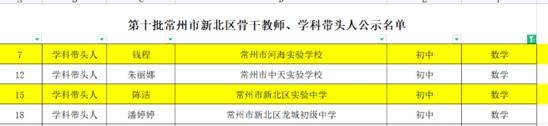 第十批常州市新北区骨干教师、学科带头人公示名单
7 学科带头人 钱程 常州市河海实验学校 初中 数学
12 学科带头人 朱丽娜 常州市中天实验学校 初中 数学
15 学科带头人 陈洁 常州市新北区实验中学 初中 数学
18 学科带头人 潘婷婷 常州市新北区龙城初级中学 初中 数学